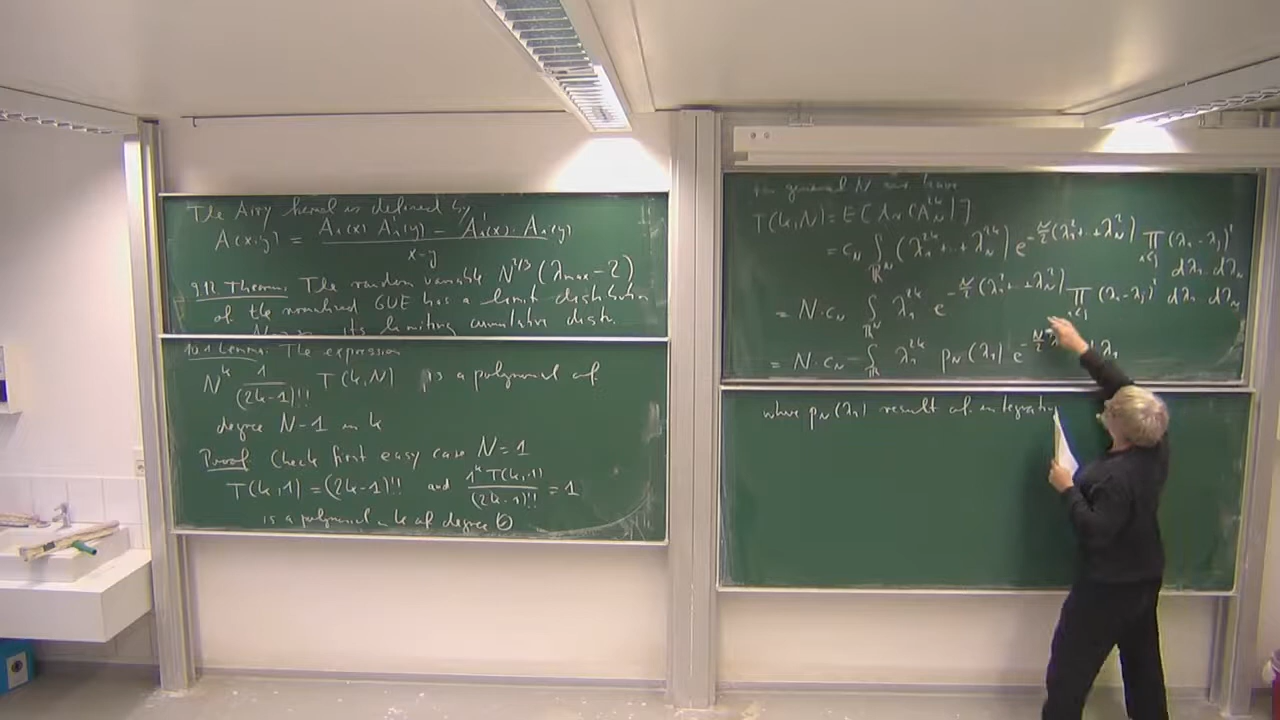 The Airy kernel is defined by
A(x,y) = (Ai(x) Ai'(y) - Ai'(x) · Ai(y)) / (x-y)
9.12 Theorem: The random variable N^{2/3} (λ_max - 2)
of the normalized GUE has a limit distribution
N → ∞ its limiting cumulative distr.
10.1 Lemma: The expression
N^k 1/(2k-1)!! T(k,N) is a polynomial of
degree N-1 in k
Proof: Check first easy case N=1
T(k,1) = (2k-1)!! and 1^k T(k,1)/(2k-1)!! = 1
is a polynomial in k of degree 0
For general N we have
T(k,N) = E[tr(A_N^{2k})]
= c_N ∫_{ℝ^N} (λ_1^{2k} + ... + λ_N^{2k}) e^{-N/2 (λ_1^2 + ... + λ_N^2)} ∏_{i<j} (λ_i - λ_j)^2 dλ_1 ... dλ_N
= N · c_N ∫_{ℝ^N} λ_1^{2k} e^{-N/2 (λ_1^2 + ... + λ_N^2)} ∏_{i<j} (λ_i - λ_j)^2 dλ_1 ... dλ_N
= N · c_N ∫_ℝ λ_1^{2k} p_N(λ_1) e^{-N/2 λ_1^2} dλ_1
where p_N(λ_1) result of integration